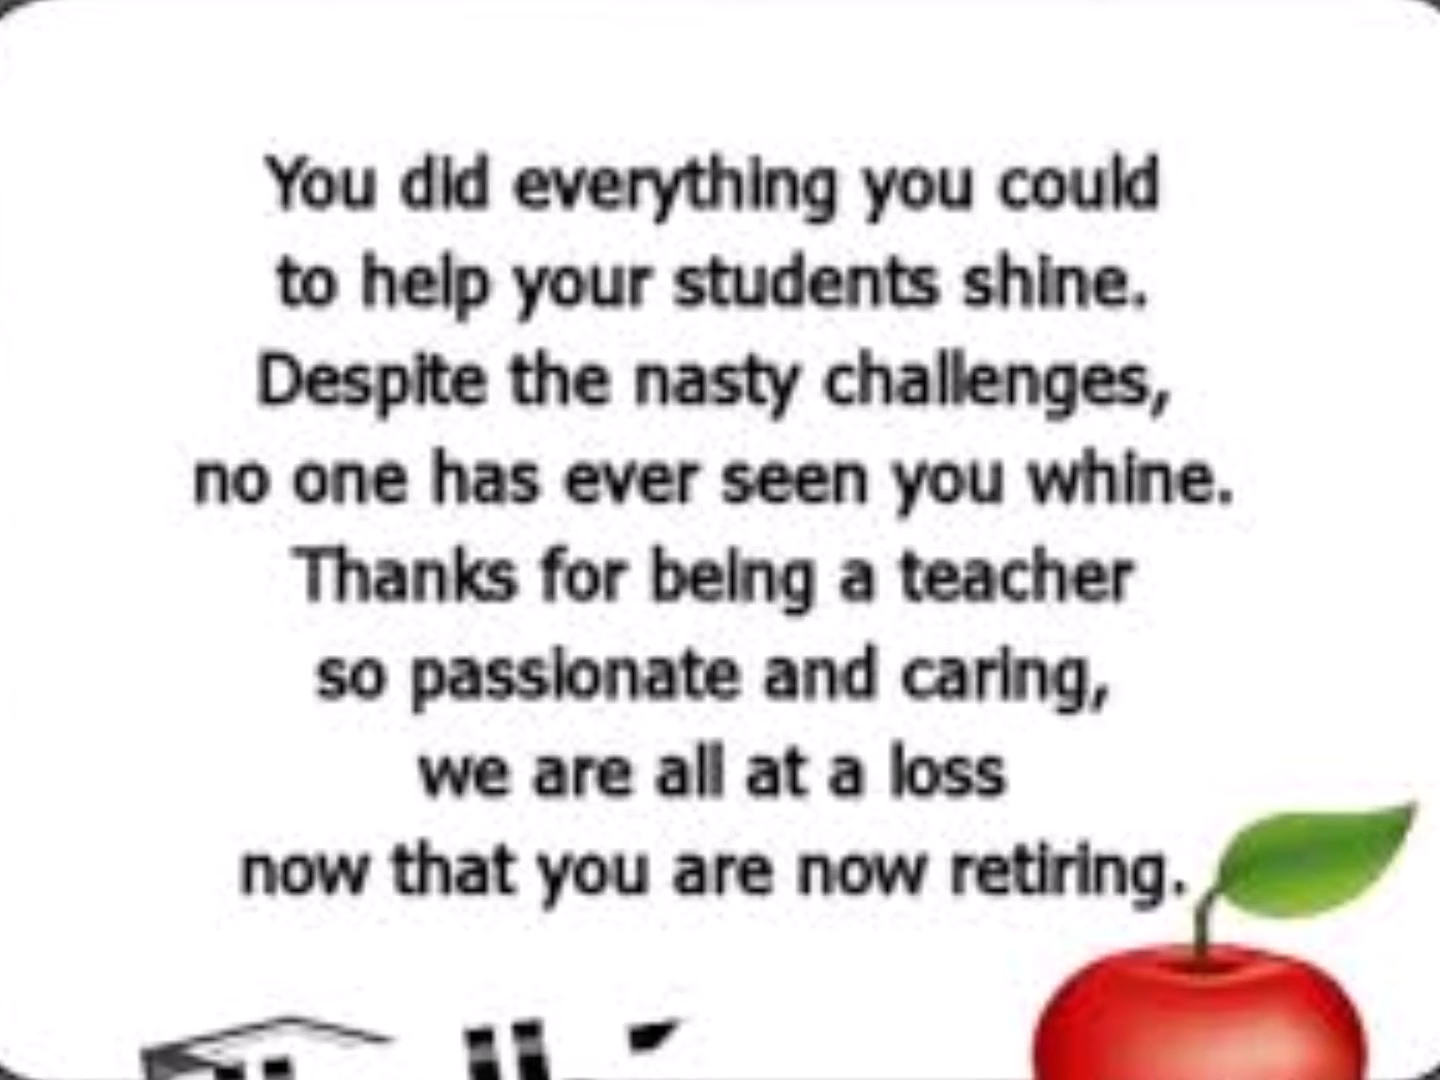 You did everything you could
to help your students shine.
Despite the nasty challenges,
no one has ever seen you whine.
Thanks for being a teacher
so passionate and caring,
we are all at a loss
now that you are now retiring.